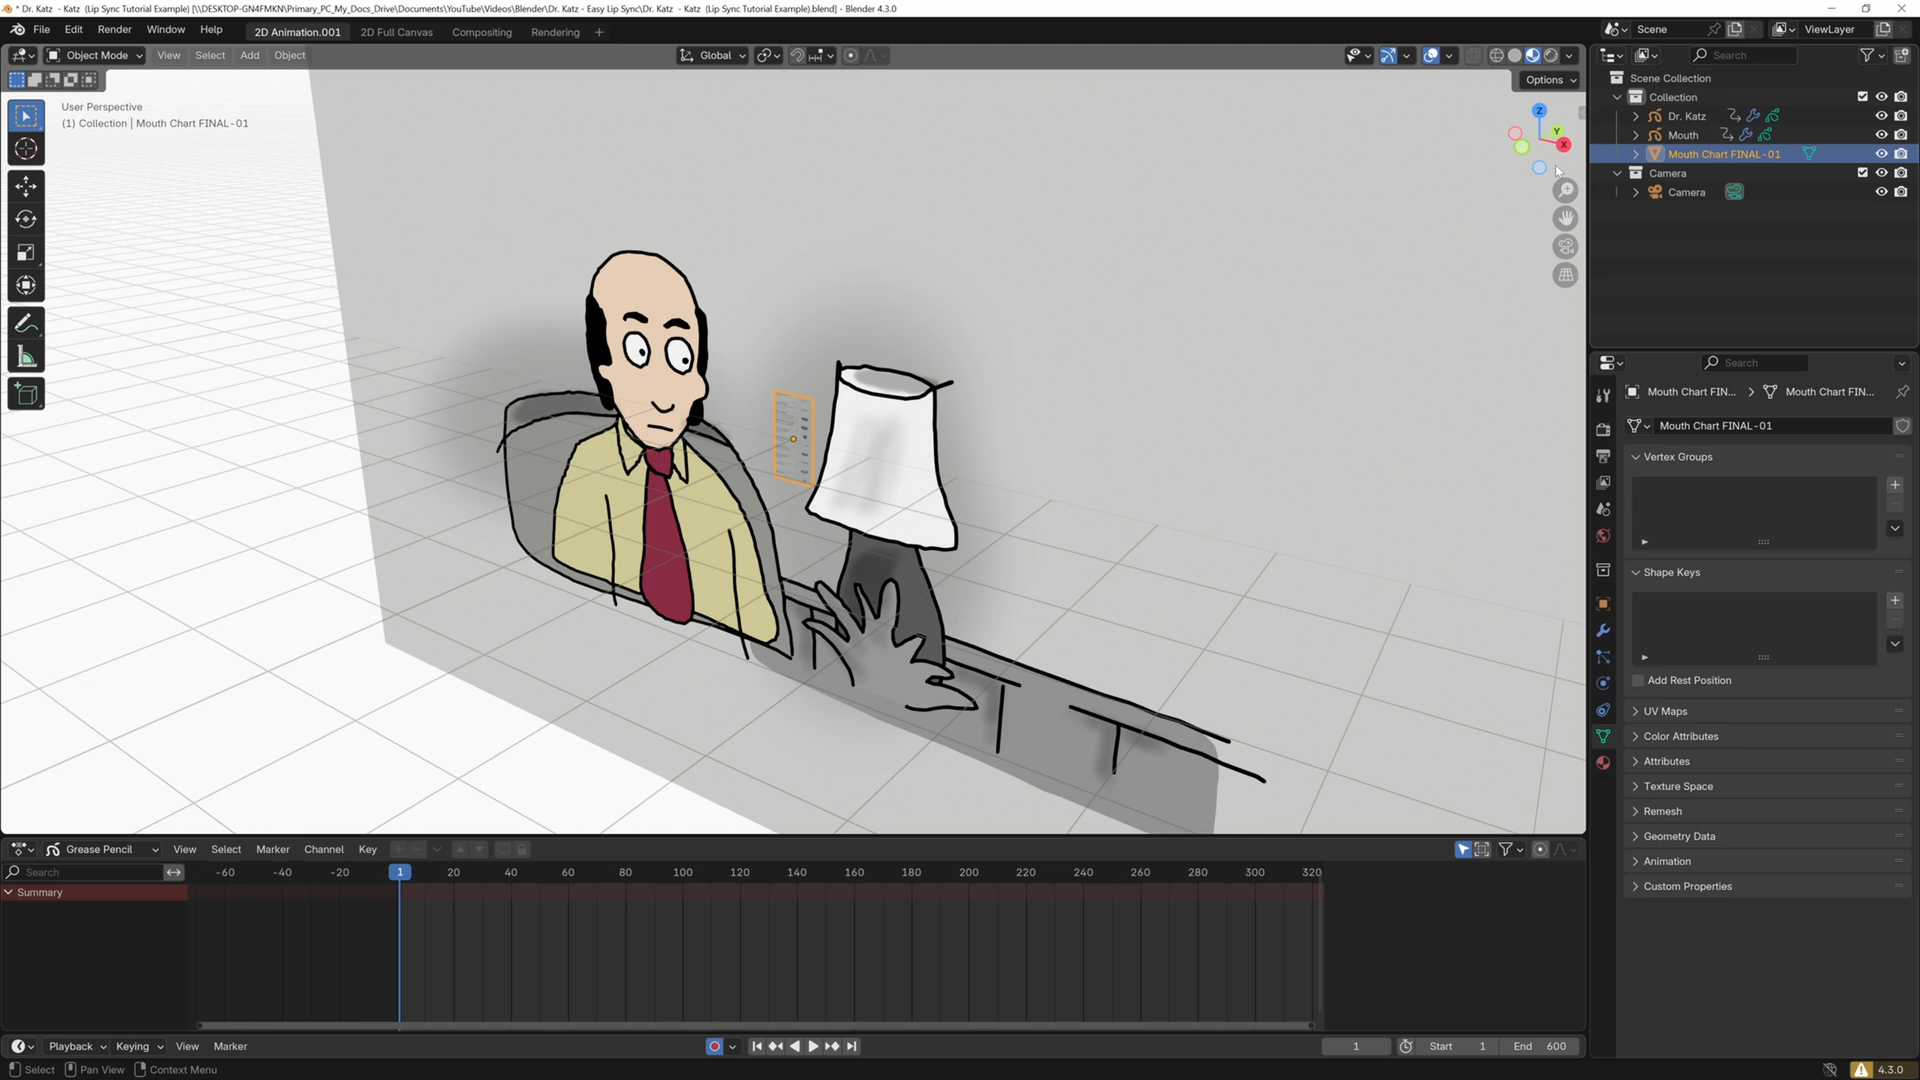 * Dr. Katz - Katz (Lip Sync Tutorial Example) [\\DESKTOP-GN4FMKN\Primary_PC_My_Docs_Drive\Documents\YouTube\Videos\Blender\Dr. Katz - Easy Lip Sync\Dr. Katz - Katz (Lip Sync Tutorial Example).blend] - Blender 4.3.0
File Edit Render Window Help 2D Animation.001 2D Full Canvas Compositing Rendering + Scene ViewLayer
Object Mode View Select Add Object Global Search
Options
User Perspective
(1) Collection | Mouth Chart FINAL-01
Z
Y
X
Scene Collection
Collection
Dr. Katz
Mouth
Mouth Chart FINAL-01
Camera
Camera
Search
Mouth Chart FIN... > Mouth Chart FIN...
Mouth Chart FINAL-01
Vertex Groups
Shape Keys
Add Rest Position
UV Maps
Color Attributes
Attributes
Texture Space
Remesh
Geometry Data
Animation
Custom Properties
Grease Pencil View Select Marker Channel Key
Search -60 -40 -20 1 20 40 60 80 100 120 140 160 180 200 220 240 260 280 300 320
Summary
Playback Keying View Marker 1 Start 1 End 600
Select Pan View Context Menu 4.3.0